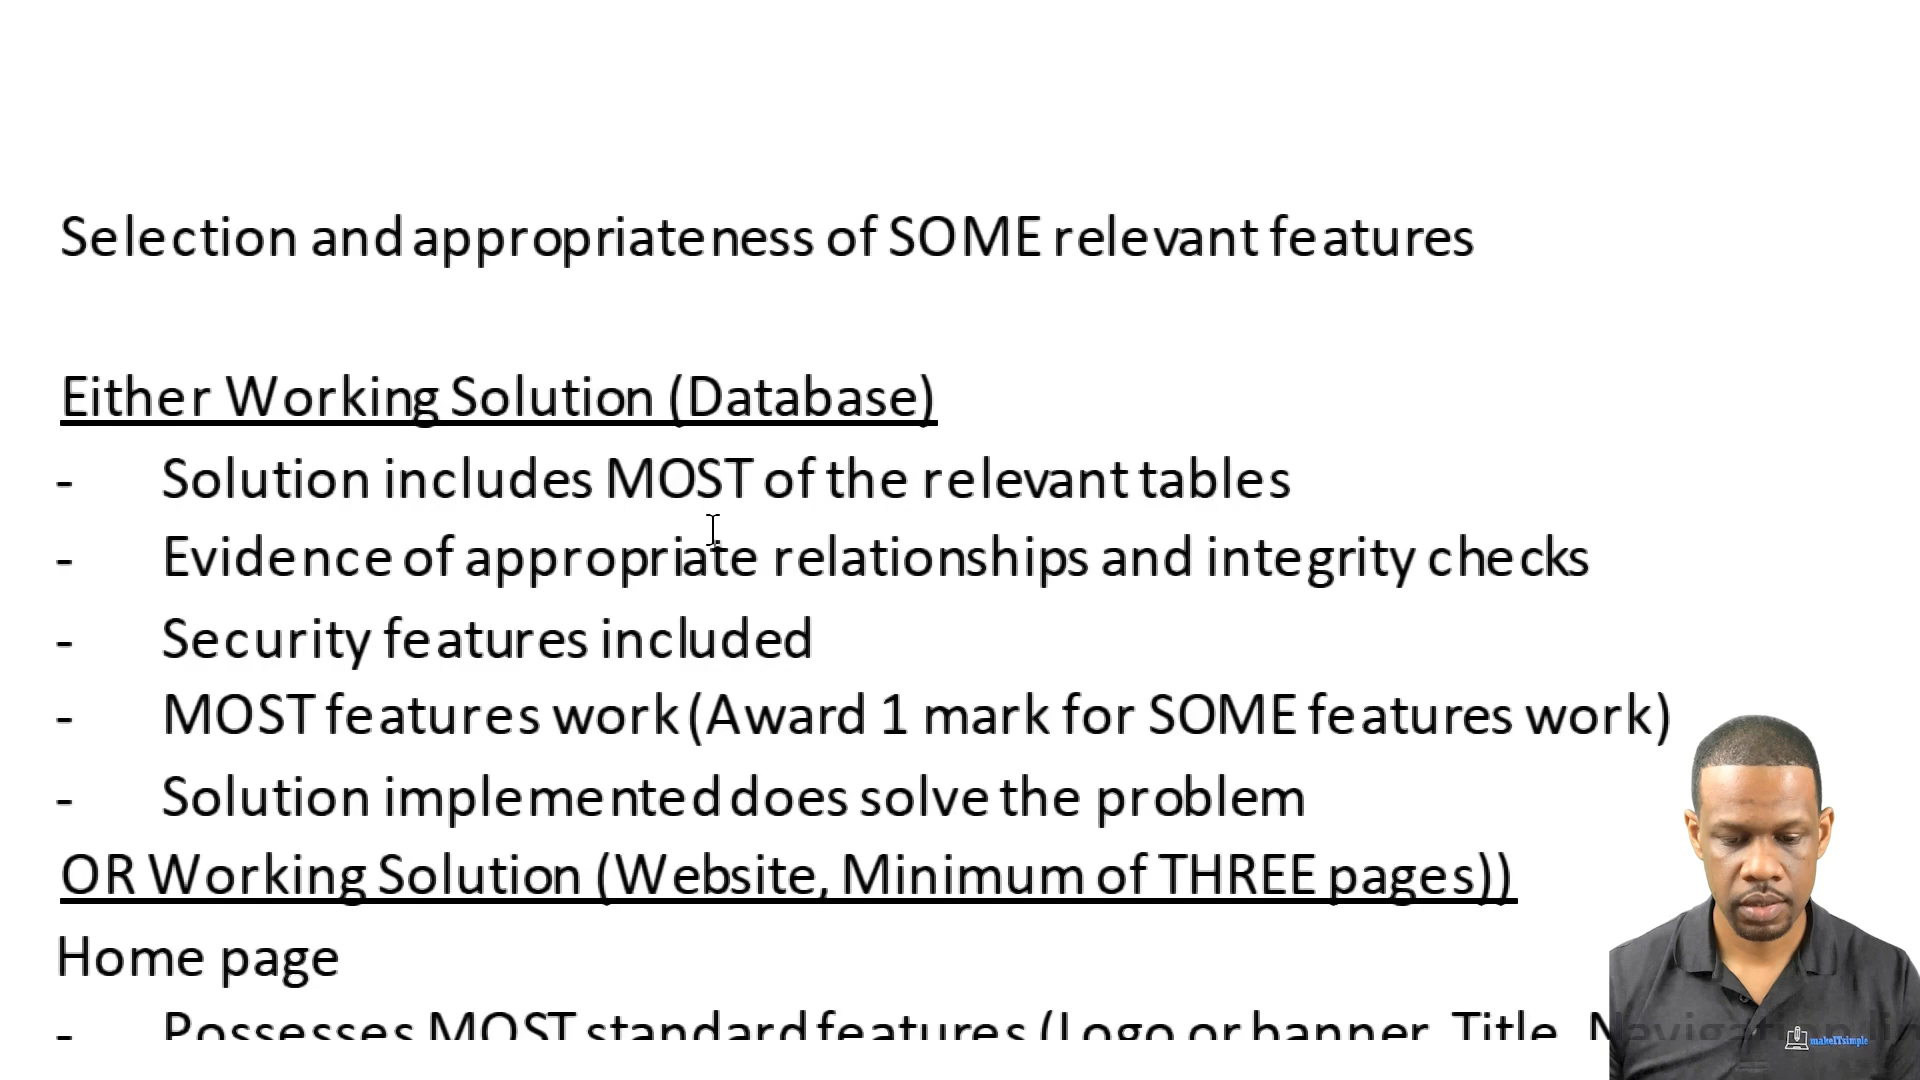 Selection and appropriateness of SOME relevant features
Either Working Solution (Database)
- Solution includes MOST of the relevant tables
- Evidence of appropriate relationships and integrity checks
- Security features included
- MOST features work (Award 1 mark for SOME features work)
- Solution implemented does solve the problem
OR Working Solution (Website, Minimum of THREE pages))
Home page
- Possesses MOST standard features (Logo or banner, Title, Navigation
makeITsimple